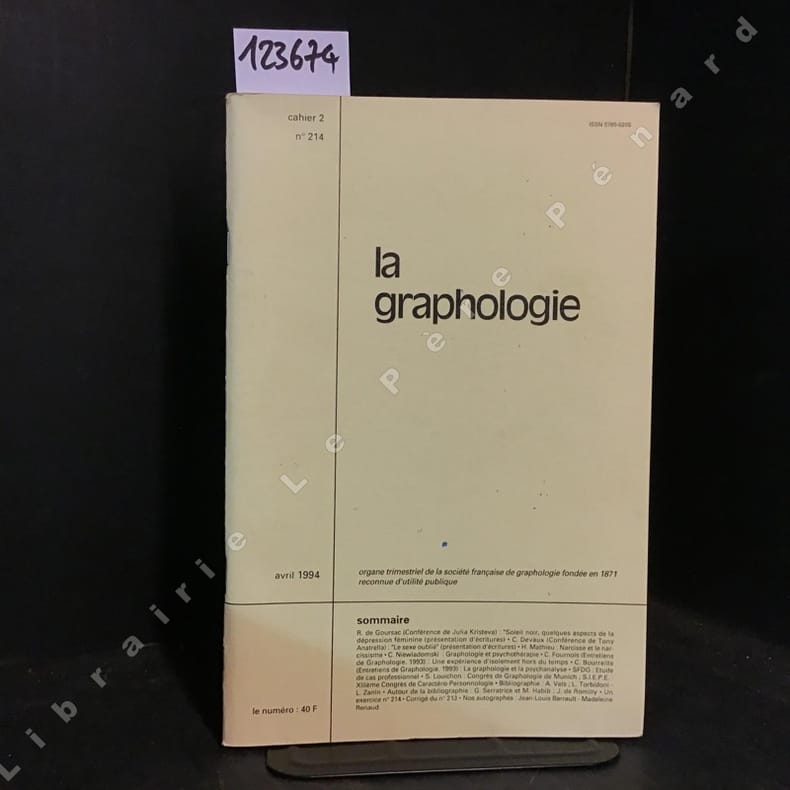 123674
cahier 2
n° 214
la
graphologie
avril 1994
organe trimestriel de la société française de graphologie fondée en 1871
reconnue d'utilité publique
sommaire
R. de Goursac (Conférence de Julia Kristeva) : "Soleil noir, quelques aspects de la
dépression féminine (présentation d'écritures) • C. Devaux (Conférence de Tony
Anatrella) : "Le sexe oublié" (présentation d'écritures) • H. Mathieu : Narcisse et le nar-
cissisme • C. Niewiadomski : Graphologie et psychothérapie • C. Fournols (Entretiens
de Graphologie, 1993) : Une expérience d'isolement hors du temps • C. Bourreille
(Entretiens de Graphologie, 1993) : La graphologie et la psychanalyse • SFDG : Etude
de cas professionnel • S. Louichon : Congrès de Graphologie de Munich ; S.I.E.P.E. :
XIIIème Congrès de Caractéro-Personnologie • Bibliographie : A. Vels ; L. Torbidoni -
L. Zanin • Autour de la bibliographie : G. Serratrice et M. Habib ; J. de Romilly • Un
exercice n° 214 • Corrigé du n° 213 • Nos autographes : Jean-Louis Barrault - Madeleine
Renaud
le numéro : 40 F
Librairie Le Pénard